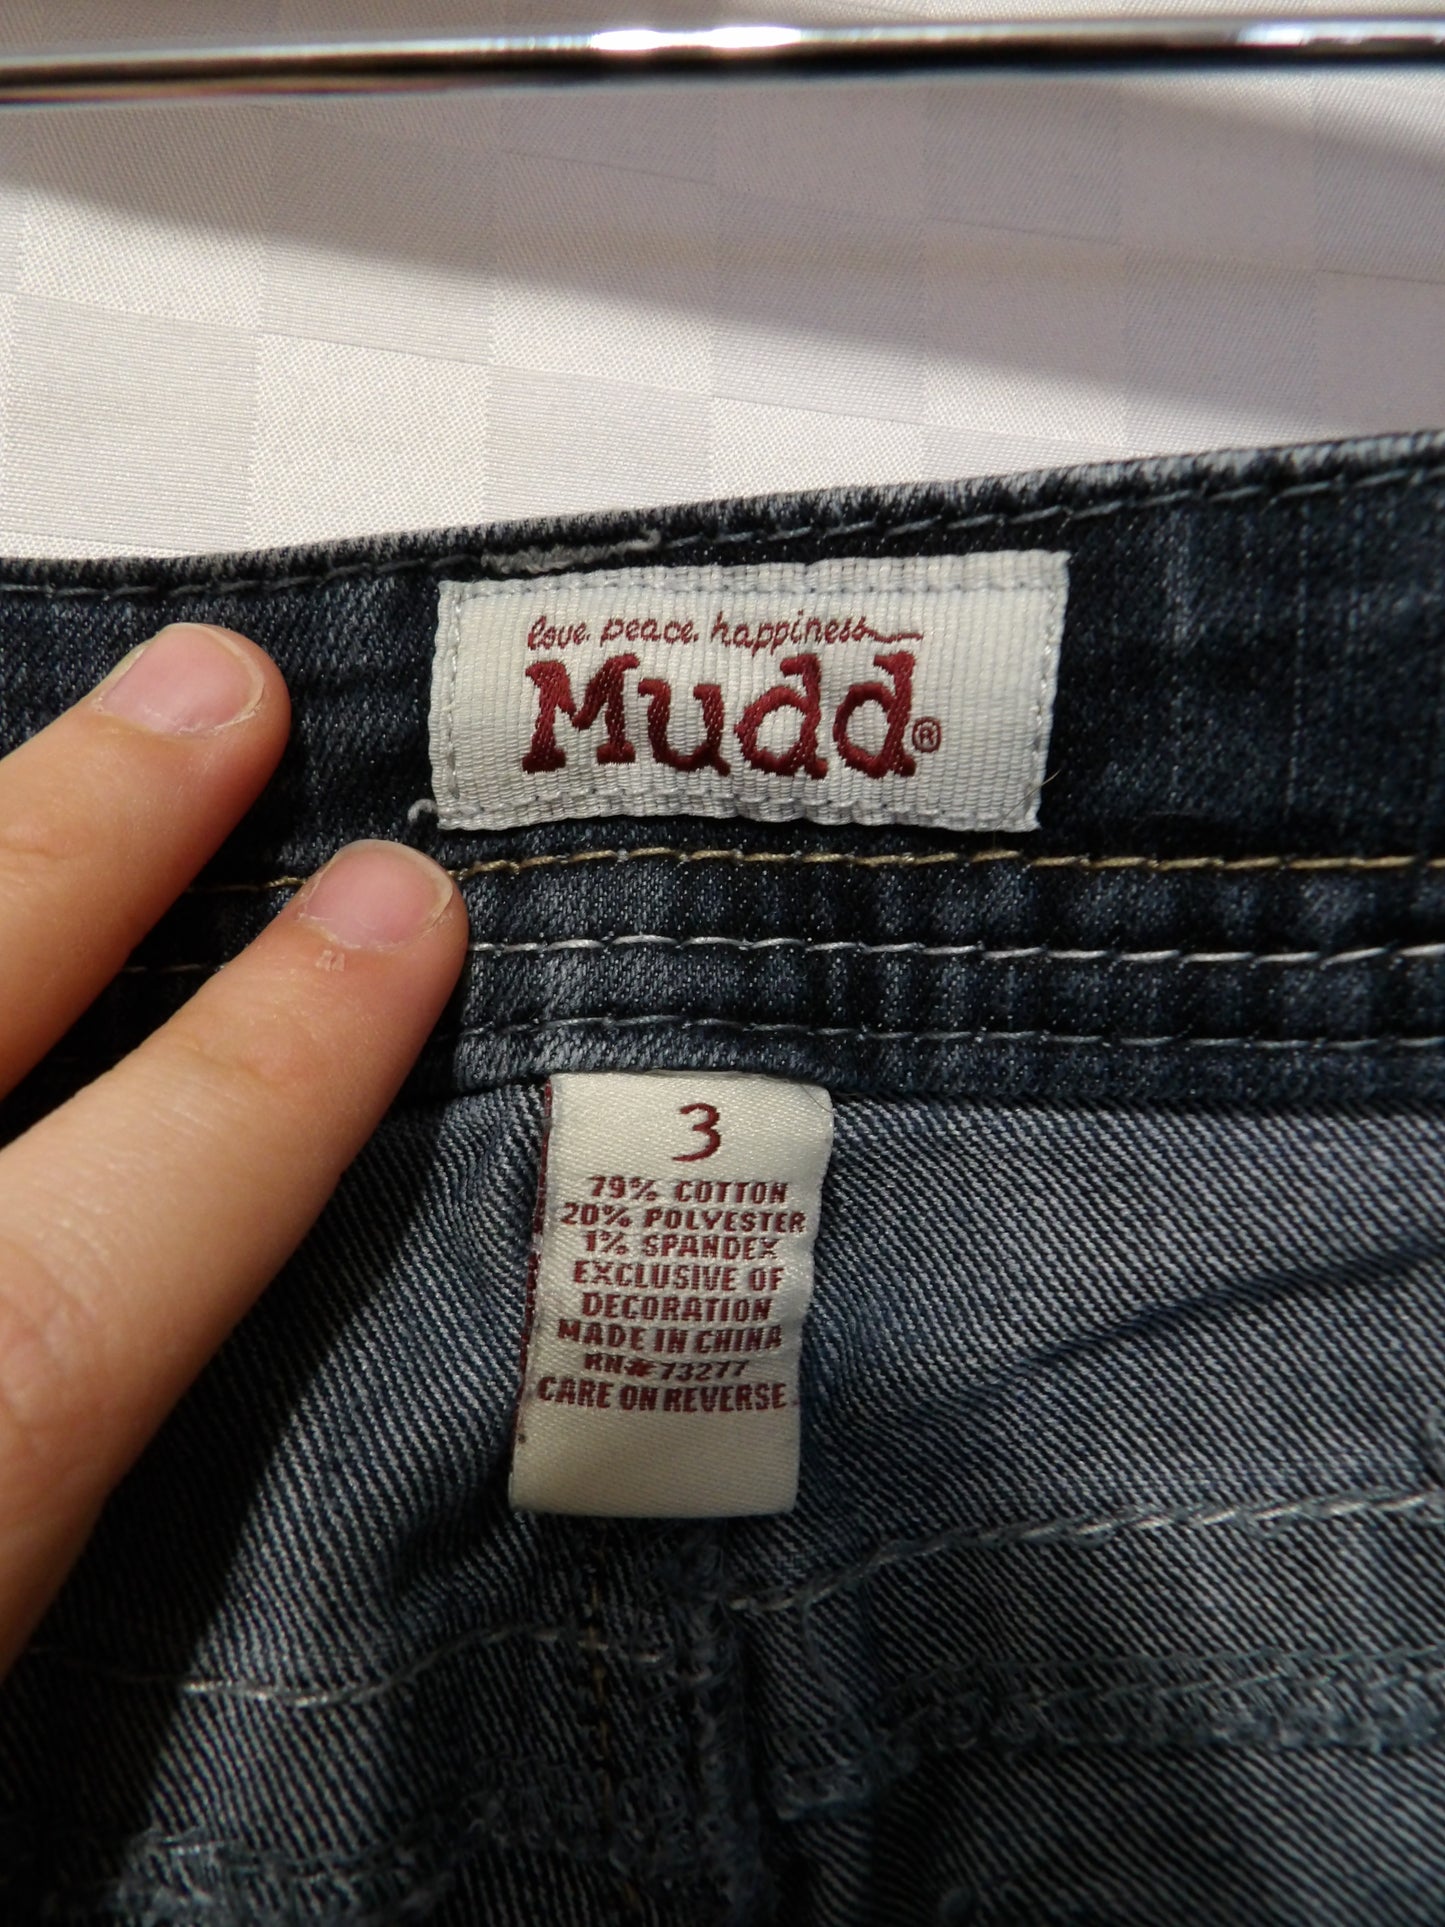 love. peace. happiness
Mudd®
3
79% COTTON
20% POLYESTER
1% SPANDEX
EXCLUSIVE OF
DECORATION
MADE IN CHINA
RN# 73277
CARE ON REVERSE